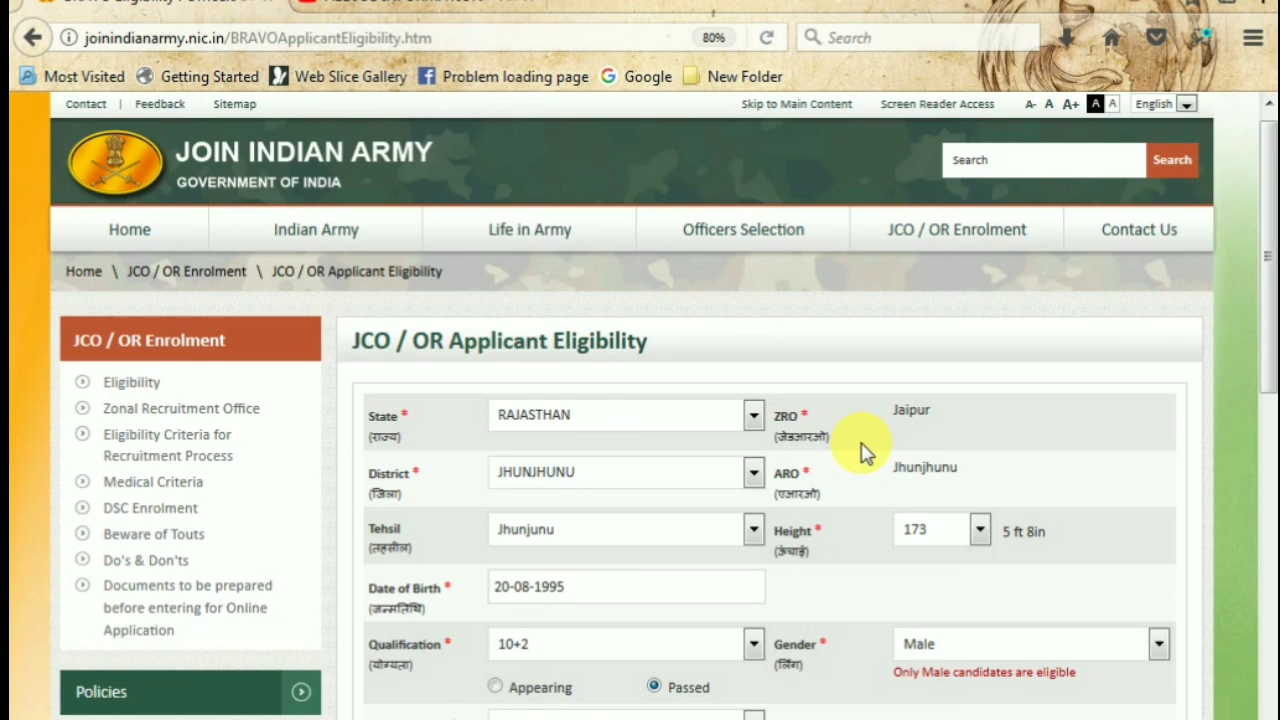 joinindianarmy.nic.in/BRAVOApplicantEligibility.htm 80% Search
Most Visited Getting Started Web Slice Gallery Problem loading page Google New Folder
Contact | Feedback Sitemap Skip to Main Content Screen Reader Access A- A A+ A A English
JOIN INDIAN ARMY
GOVERNMENT OF INDIA
Search Search
Home Indian Army Life in Army Officers Selection JCO / OR Enrolment Contact Us
Home \ JCO / OR Enrolment \ JCO / OR Applicant Eligibility
JCO / OR Enrolment
Eligibility
Zonal Recruitment Office
Eligibility Criteria for
Recruitment Process
Medical Criteria
DSC Enrolment
Beware of Touts
Do's & Don'ts
Documents to be prepared
before entering for Online
Application
Policies
JCO / OR Applicant Eligibility
State * RAJASTHAN ZRO * Jaipur
(राज्य) (जेडआरओ)
District * JHUNJHUNU ARO * Jhunjhunu
(जिला) (एआरओ)
Tehsil Jhunjunu Height * 173 5 ft 8in
(तहसील) (ऊंचाई)
Date of Birth * 20-08-1995
(जन्मतिथि)
Qualification * 10+2 Gender * Male
(योग्यता) (लिंग) Only Male candidates are eligible
Appearing Passed